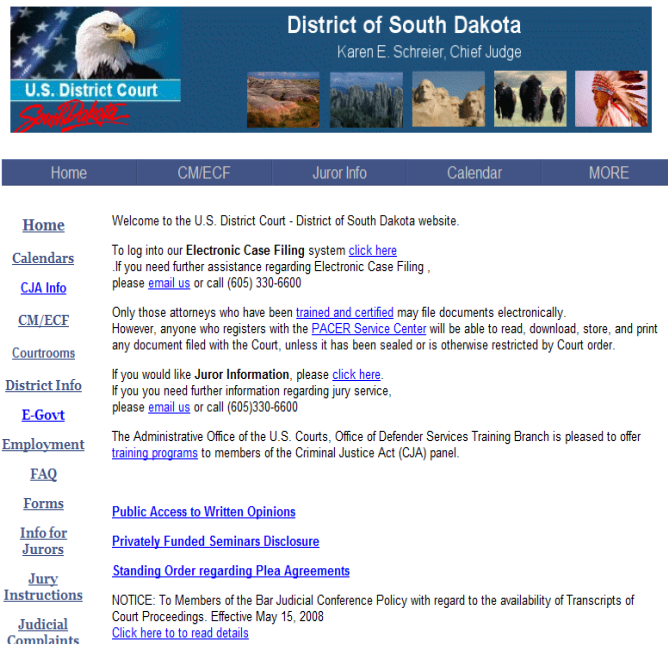 District of South Dakota
Karen E. Schreier, Chief Judge
U.S. District Court
South Dakota
Home
CM/ECF
Juror Info
Calendar
MORE
Home
Calendars
CJA Info
CM/ECF
Courtrooms
District Info
E-Govt
Employment
FAQ
Forms
Info for
Jurors
Jury
Instructions
Judicial
Complaints
Welcome to the U.S. District Court - District of South Dakota website.
To log into our Electronic Case Filing system click here
.If you need further assistance regarding Electronic Case Filing ,
please email us or call (605) 330-6600
Only those attorneys who have been trained and certified may file documents electronically.
However, anyone who registers with the PACER Service Center will be able to read, download, store, and print
any document filed with the Court, unless it has been sealed or is otherwise restricted by Court order.
If you would like Juror Information, please click here.
If you you need further information regarding jury service,
please email us or call (605)330-6600
The Administrative Office of the U.S. Courts, Office of Defender Services Training Branch is pleased to offer
training programs to members of the Criminal Justice Act (CJA) panel.
Public Access to Written Opinions
Privately Funded Seminars Disclosure
Standing Order regarding Plea Agreements
NOTICE: To Members of the Bar Judicial Conference Policy with regard to the availability of Transcripts of
Court Proceedings. Effective May 15, 2008
Click here to to read details